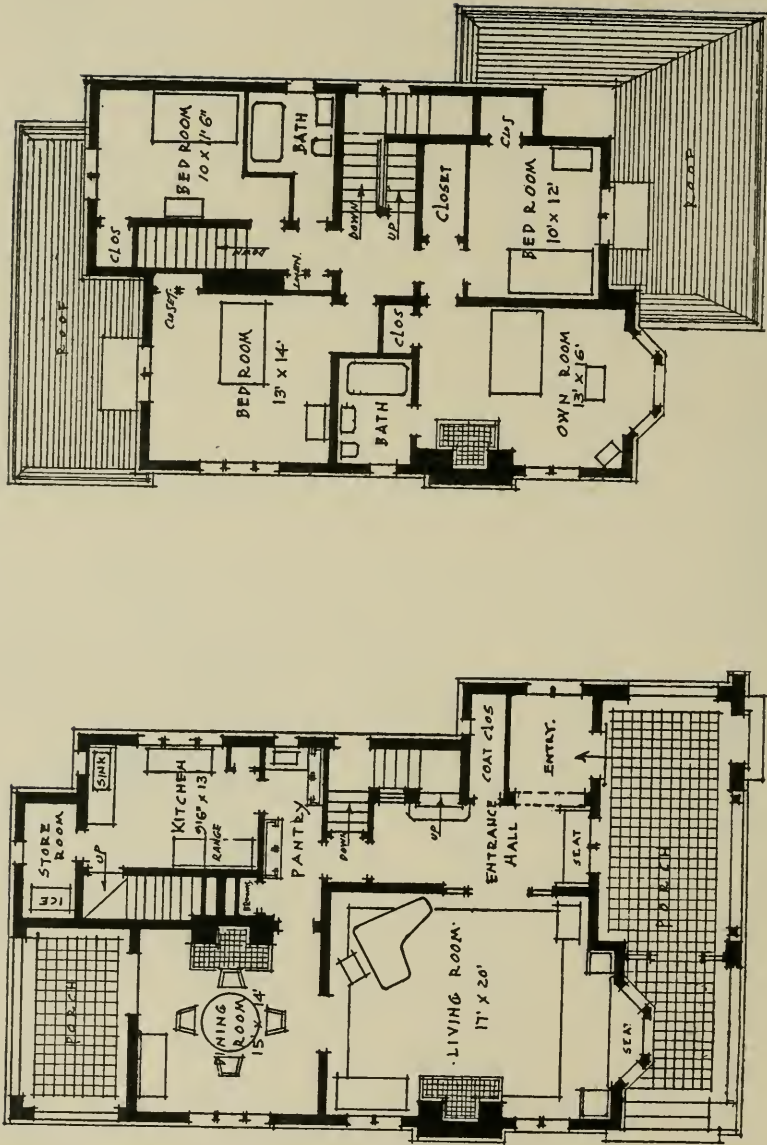 ROOF
CLOS
BED ROOM
10 X 11'6"
BATH
CLOSET.
DOWN
LINEN.
BED ROOM
13' X 14'
DOWN
UP
CLOSET
CLOS
BED ROOM
10' X 12'
CLOS
BATH
OWN ROOM
13' X 16'
ROOF
STORE
ROOM
ICE
UP
SINK
KITCHEN
9'6" X 13'
RANGE
PORCH
DINING
ROOM
15' X 14'
BROOMS
PANTRY
DOWN
UP
COAT CLOS
ENTRANCE
HALL
ENTRY.
SEAT
LIVING ROOM.
17' X 20'
SEAT
PORCH